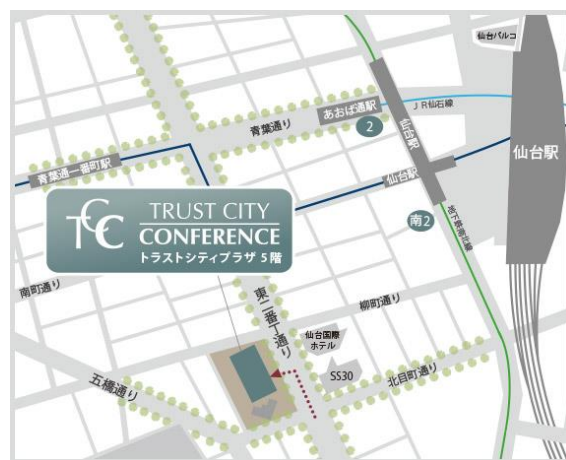 仙台パルコ
あおば通駅
JR仙石線
青葉通り
2
仙台駅
仙台駅
仙台駅
青葉通一番町駅
TCC TRUST CITY
CONFERENCE
トラストシティプラザ 5階
南2
地下鉄南北線
南町通り
東二番丁通り
柳町通り
仙台国際
ホテル
SS30
北目町通り
五橋通り